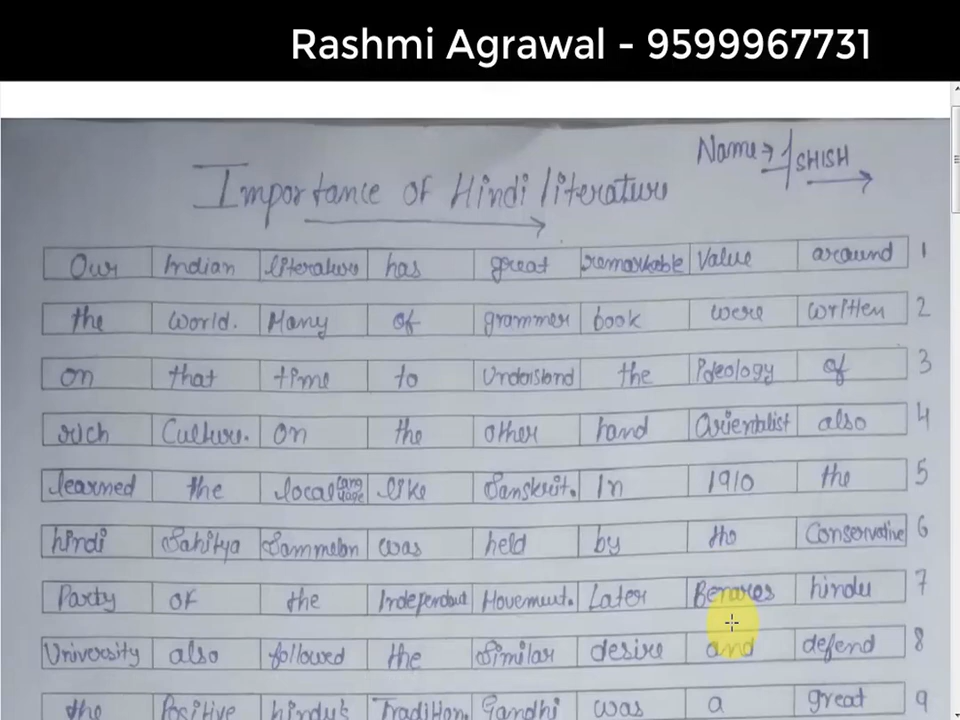 Rashmi Agrawal - 9599967731
Name → ASHISH
Importance of Hindi literature
Our Indian literature has great remarkable Value around 1
the world. Many of grammer book were written 2
on that time to Understand the Ideology of 3
rich Culture. on the other hand Orientalist also 4
learned the local language like Sanskrit. In 1910 the 5
hindi Sahitya Sammelan was held by the Conservative 6
Party of the Independent Movement. Later Benares hindu 7
University also followed the Similar desire and defend 8
the Positive hindu's Tradition. Gandhi was a great 9